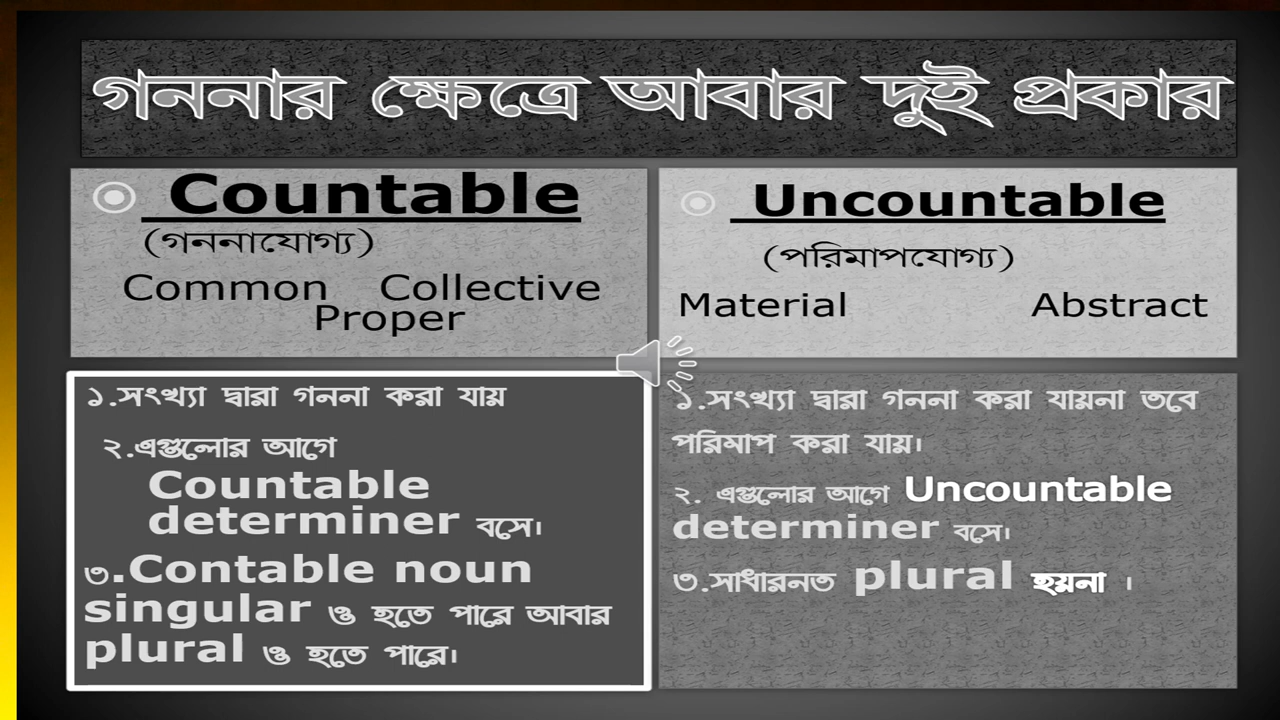 গননার ক্ষেত্রে আবার দুই প্রকার
Countable
(গননাযোগ্য)
Common Collective
Proper
Uncountable
(পরিমাপযোগ্য)
Material Abstract
১.সংখ্যা দ্বারা গননা করা যায়
২.এগুলোর আগে
Countable
determiner বসে।
৩.Contable noun
singular ও হতে পারে আবার
plural ও হতে পারে।
১.সংখ্যা দ্বারা গননা করা যায়না তবে
পরিমাপ করা যায়।
২. এগুলোর আগে Uncountable
determiner বসে।
৩.সাধারনত plural হয়না ।